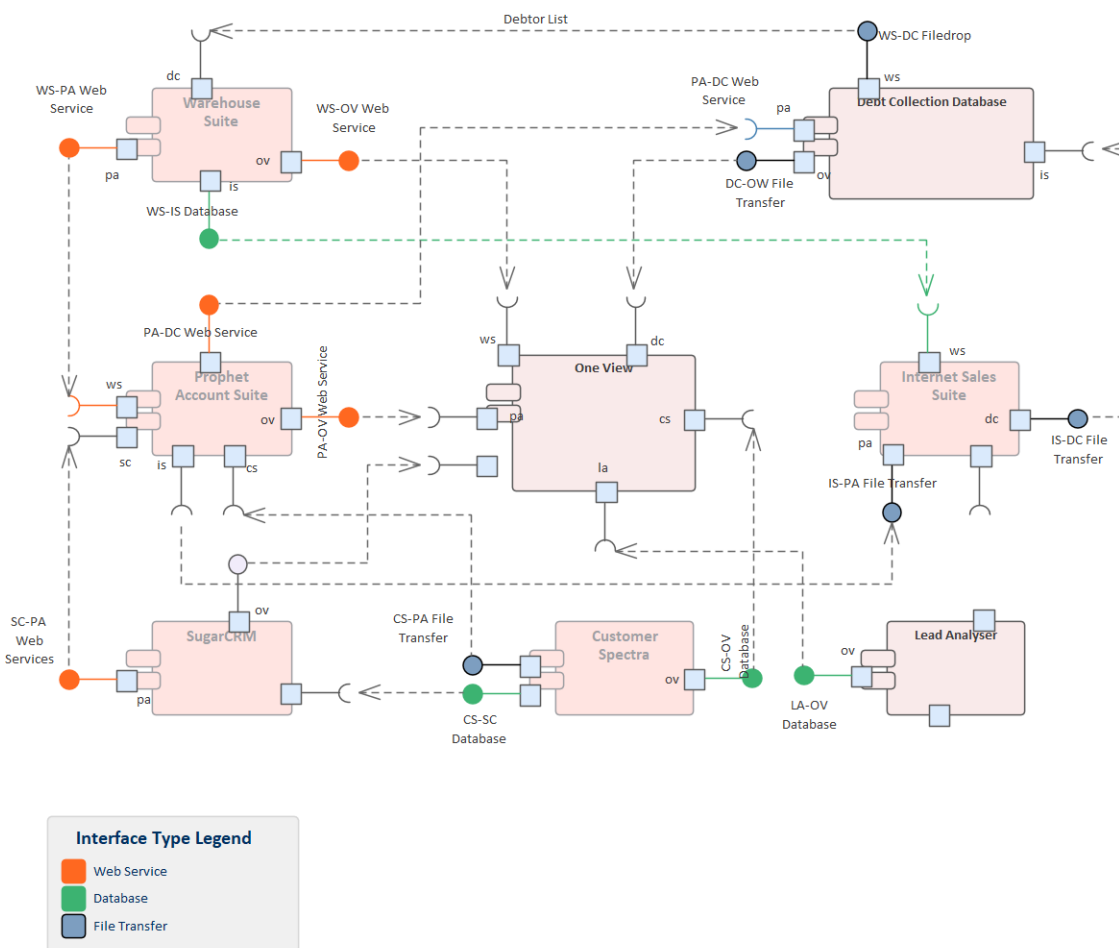 Debtor List
WS-DC Filedrop
dc
ws
WS-PA Web
Service
Warehouse
Suite
WS-OV Web
Service
PA-DC Web
Service
pa
Debt Collection Database
ov
pa
is
ov
is
DC-OW File
Transfer
WS-IS Database
PA-DC Web Service
ws
dc
ws
Prophet
Account Suite
PA-OV Web Service
One View
Internet Sales
Suite
ws
ov
pa
cs
dc
pa
sc
is
cs
la
IS-DC File
Transfer
IS-PA File Transfer
ov
SC-PA
Web
Services
SugarCRM
CS-PA File
Transfer
Customer
Spectra
CS-OV
Database
Lead Analyser
ov
ov
pa
CS-SC
Database
LA-OV
Database
Interface Type Legend
Web Service
Database
File Transfer